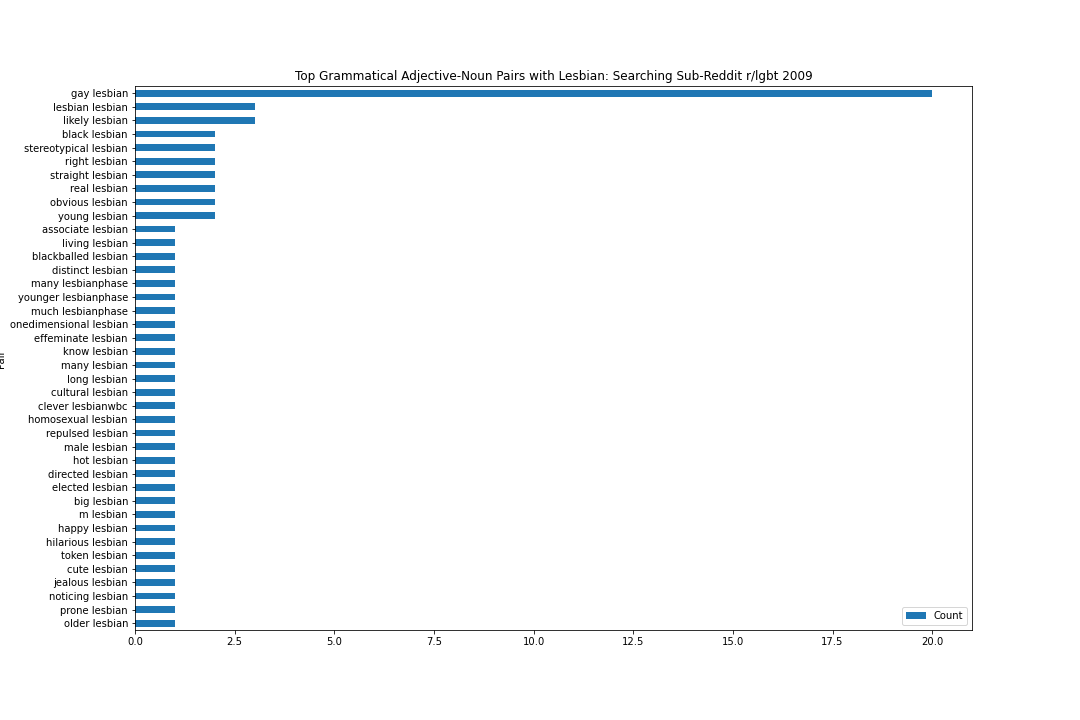 Top Grammatical Adjective-Noun Pairs with Lesbian: Searching Sub-Reddit r/lgbt 2009
gay lesbian
lesbian lesbian
likely lesbian
black lesbian
stereotypical lesbian
right lesbian
straight lesbian
real lesbian
obvious lesbian
young lesbian
associate lesbian
living lesbian
blackballed lesbian
distinct lesbian
many lesbianphase
younger lesbianphase
much lesbianphase
onedimensional lesbian
effeminate lesbian
know lesbian
many lesbian
long lesbian
cultural lesbian
clever lesbianwbc
homosexual lesbian
repulsed lesbian
male lesbian
hot lesbian
directed lesbian
elected lesbian
big lesbian
m lesbian
happy lesbian
hilarious lesbian
token lesbian
cute lesbian
jealous lesbian
noticing lesbian
prone lesbian
older lesbian
Count
0.0 2.5 5.0 7.5 10.0 12.5 15.0 17.5 20.0